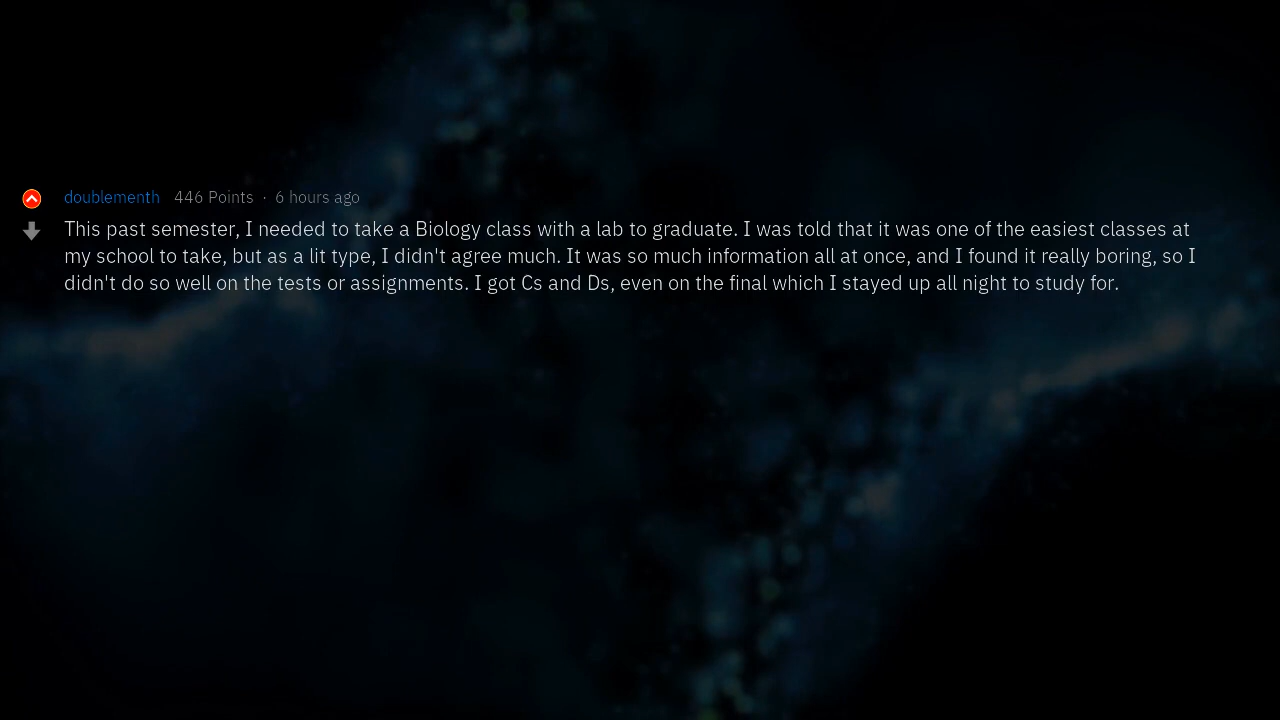 doublementh 446 Points · 6 hours ago
This past semester, I needed to take a Biology class with a lab to graduate. I was told that it was one of the easiest classes at
my school to take, but as a lit type, I didn't agree much. It was so much information all at once, and I found it really boring, so I
didn't do so well on the tests or assignments. I got Cs and Ds, even on the final which I stayed up all night to study for.